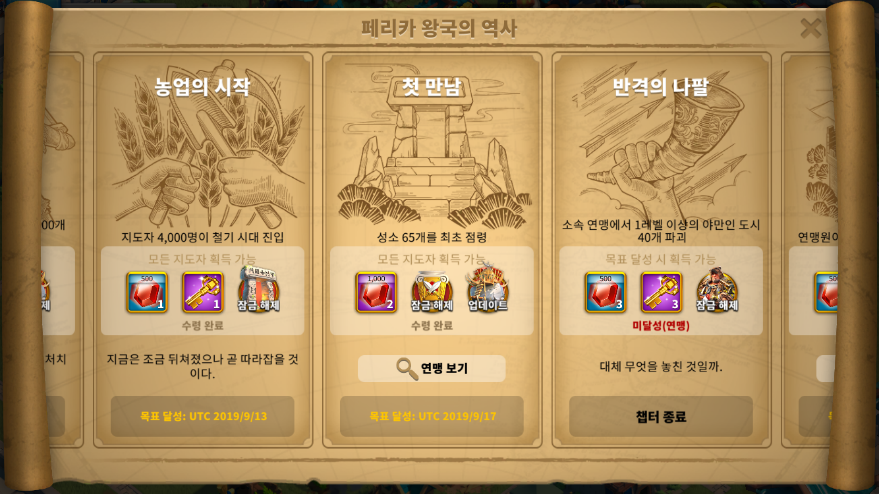 페리카 왕국의 역사
농업의 시작
지도자 4,000명이 철기 시대 진입
모든 지도자 획득 가능
500
1
1
잠금 해제
수령 완료
지금은 조금 뒤쳐졌으나 곧 따라잡을 것
이다.
목표 달성: UTC 2019/9/13
첫 만남
성소 65개를 최초 점령
모든 지도자 획득 가능
1,000
2
잠금 해제
업데이트
수령 완료
연맹 보기
목표 달성: UTC 2019/9/17
반격의 나팔
소속 연맹에서 1레벨 이상의 야만인 도시
40개 파괴
목표 달성 시 획득 가능
500
3
3
잠금 해제
미달성(연맹)
대체 무엇을 놓친 것일까.
챕터 종료
00개
제
처치
연맹원이
50